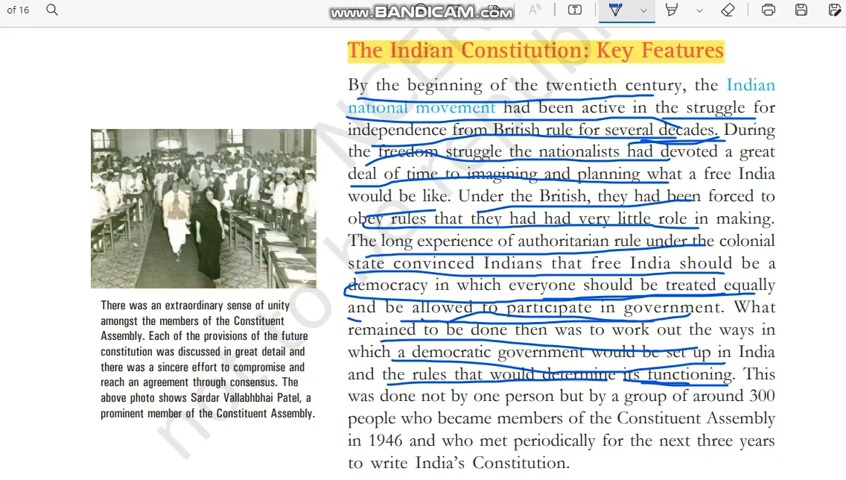 www.BANDICAM.com
of 16
The Indian Constitution: Key Features
By the beginning of the twentieth century, the Indian
national movement had been active in the struggle for
independence from British rule for several decades. During
the freedom struggle the nationalists had devoted a great
deal of time to imagining and planning what a free India
would be like. Under the British, they had been forced to
obey rules that they had had very little role in making.
The long experience of authoritarian rule under the colonial
state convinced Indians that free India should be a
democracy in which everyone should be treated equally
and be allowed to participate in government. What
remained to be done then was to work out the ways in
which a democratic government would be set up in India
and the rules that would determine its functioning. This
was done not by one person but by a group of around 300
people who became members of the Constituent Assembly
in 1946 and who met periodically for the next three years
to write India's Constitution.
There was an extraordinary sense of unity
amongst the members of the Constituent
Assembly. Each of the provisions of the future
constitution was discussed in great detail and
there was a sincere effort to compromise and
reach an agreement through consensus. The
above photo shows Sardar Vallabhbhai Patel, a
prominent member of the Constituent Assembly.